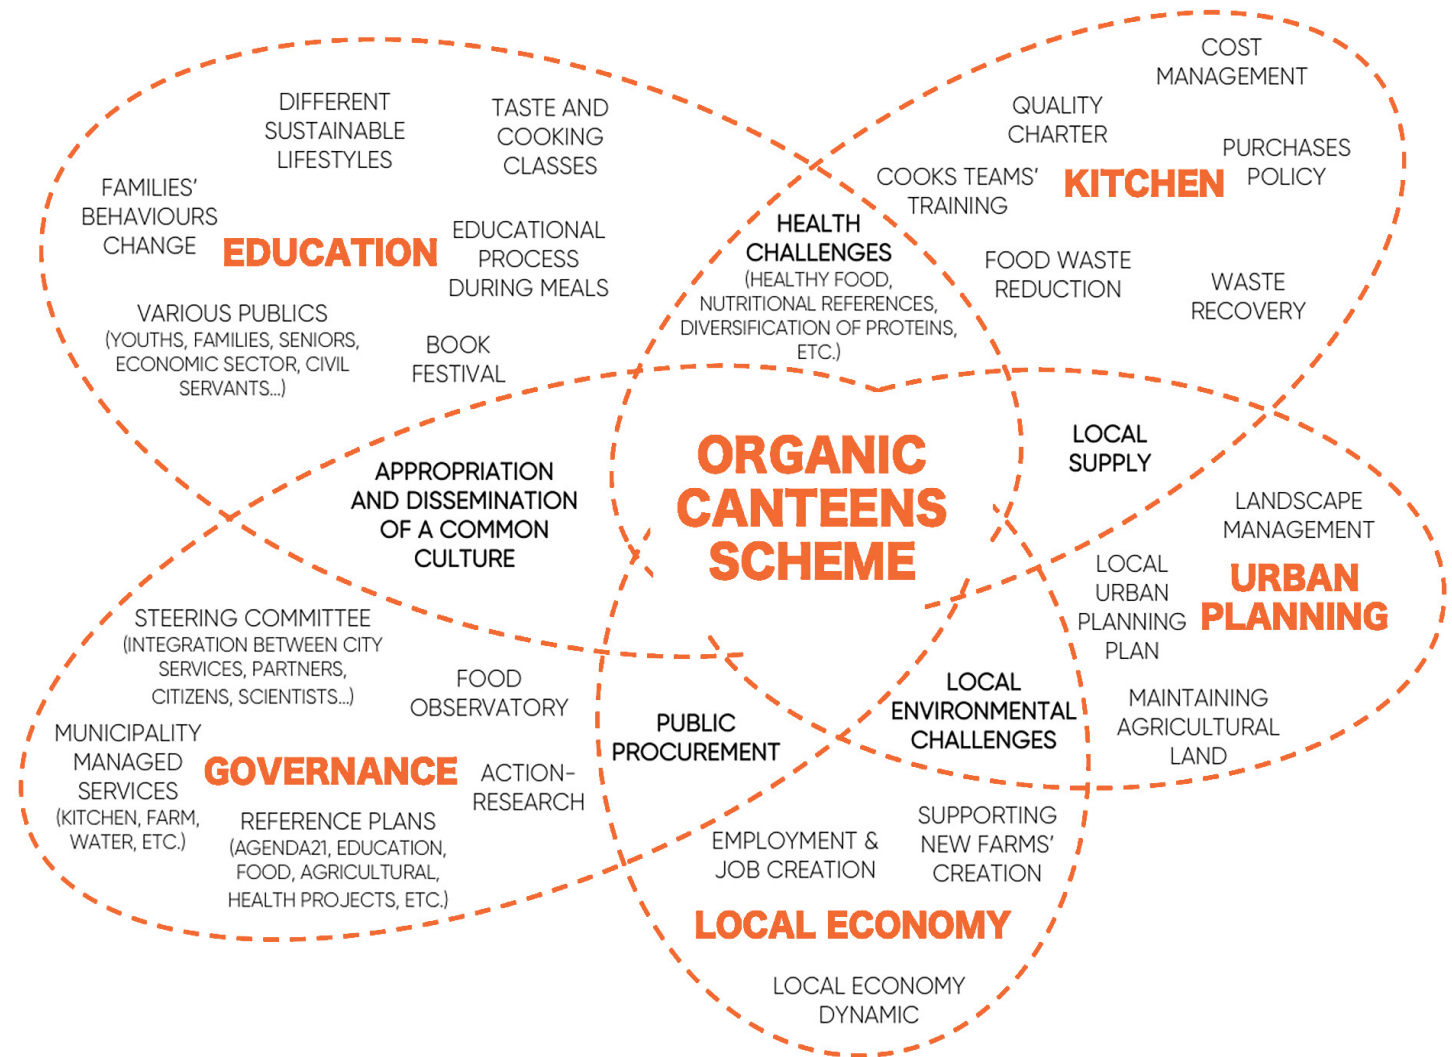 DIFFERENT
SUSTAINABLE
LIFESTYLES
TASTE AND
COOKING
CLASSES
FAMILIES'
BEHAVIOURS
CHANGE
EDUCATION
EDUCATIONAL
PROCESS
DURING MEALS
VARIOUS PUBLICS
(YOUTHS, FAMILIES, SENIORS,
ECONOMIC SECTOR, CIVIL
SERVANTS...)
BOOK
FESTIVAL
HEALTH
CHALLENGES
(HEALTHY FOOD,
NUTRITIONAL REFERENCES,
DIVERSIFICATION OF PROTEINS,
ETC.)
COST
MANAGEMENT
QUALITY
CHARTER
PURCHASES
POLICY
COOKS TEAMS'
TRAINING
KITCHEN
FOOD WASTE
REDUCTION
WASTE
RECOVERY
APPROPRIATION
AND DISSEMINATION
OF A COMMON
CULTURE
ORGANIC
CANTEENS
SCHEME
LOCAL
SUPPLY
LANDSCAPE
MANAGEMENT
LOCAL
URBAN
PLANNING
PLAN
URBAN
PLANNING
MAINTAINING
AGRICULTURAL
LAND
STEERING COMMITTEE
(INTEGRATION BETWEEN CITY
SERVICES, PARTNERS,
CITIZENS, SCIENTISTS...)
FOOD
OBSERVATORY
MUNICIPALITY
MANAGED
SERVICES
(KITCHEN, FARM,
WATER, ETC.)
GOVERNANCE
ACTION-
RESEARCH
REFERENCE PLANS
(AGENDA21, EDUCATION,
FOOD, AGRICULTURAL,
HEALTH PROJECTS, ETC.)
PUBLIC
PROCUREMENT
LOCAL
ENVIRONMENTAL
CHALLENGES
EMPLOYMENT &
JOB CREATION
SUPPORTING
NEW FARMS'
CREATION
LOCAL ECONOMY
LOCAL ECONOMY
DYNAMIC